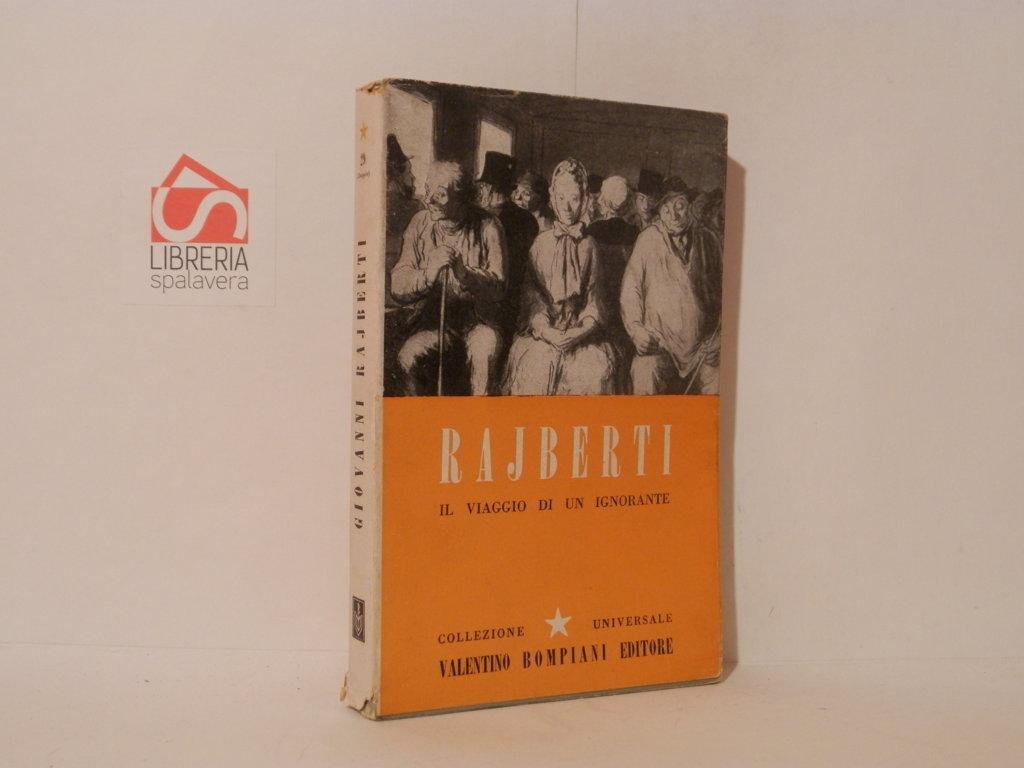 LIBRERIA
spalavera
GIOVANNI RAJBERTI
RAJBERTI
IL VIAGGIO DI UN IGNORANTE
COLLEZIONE UNIVERSALE
VALENTINO BOMPIANI EDITORE